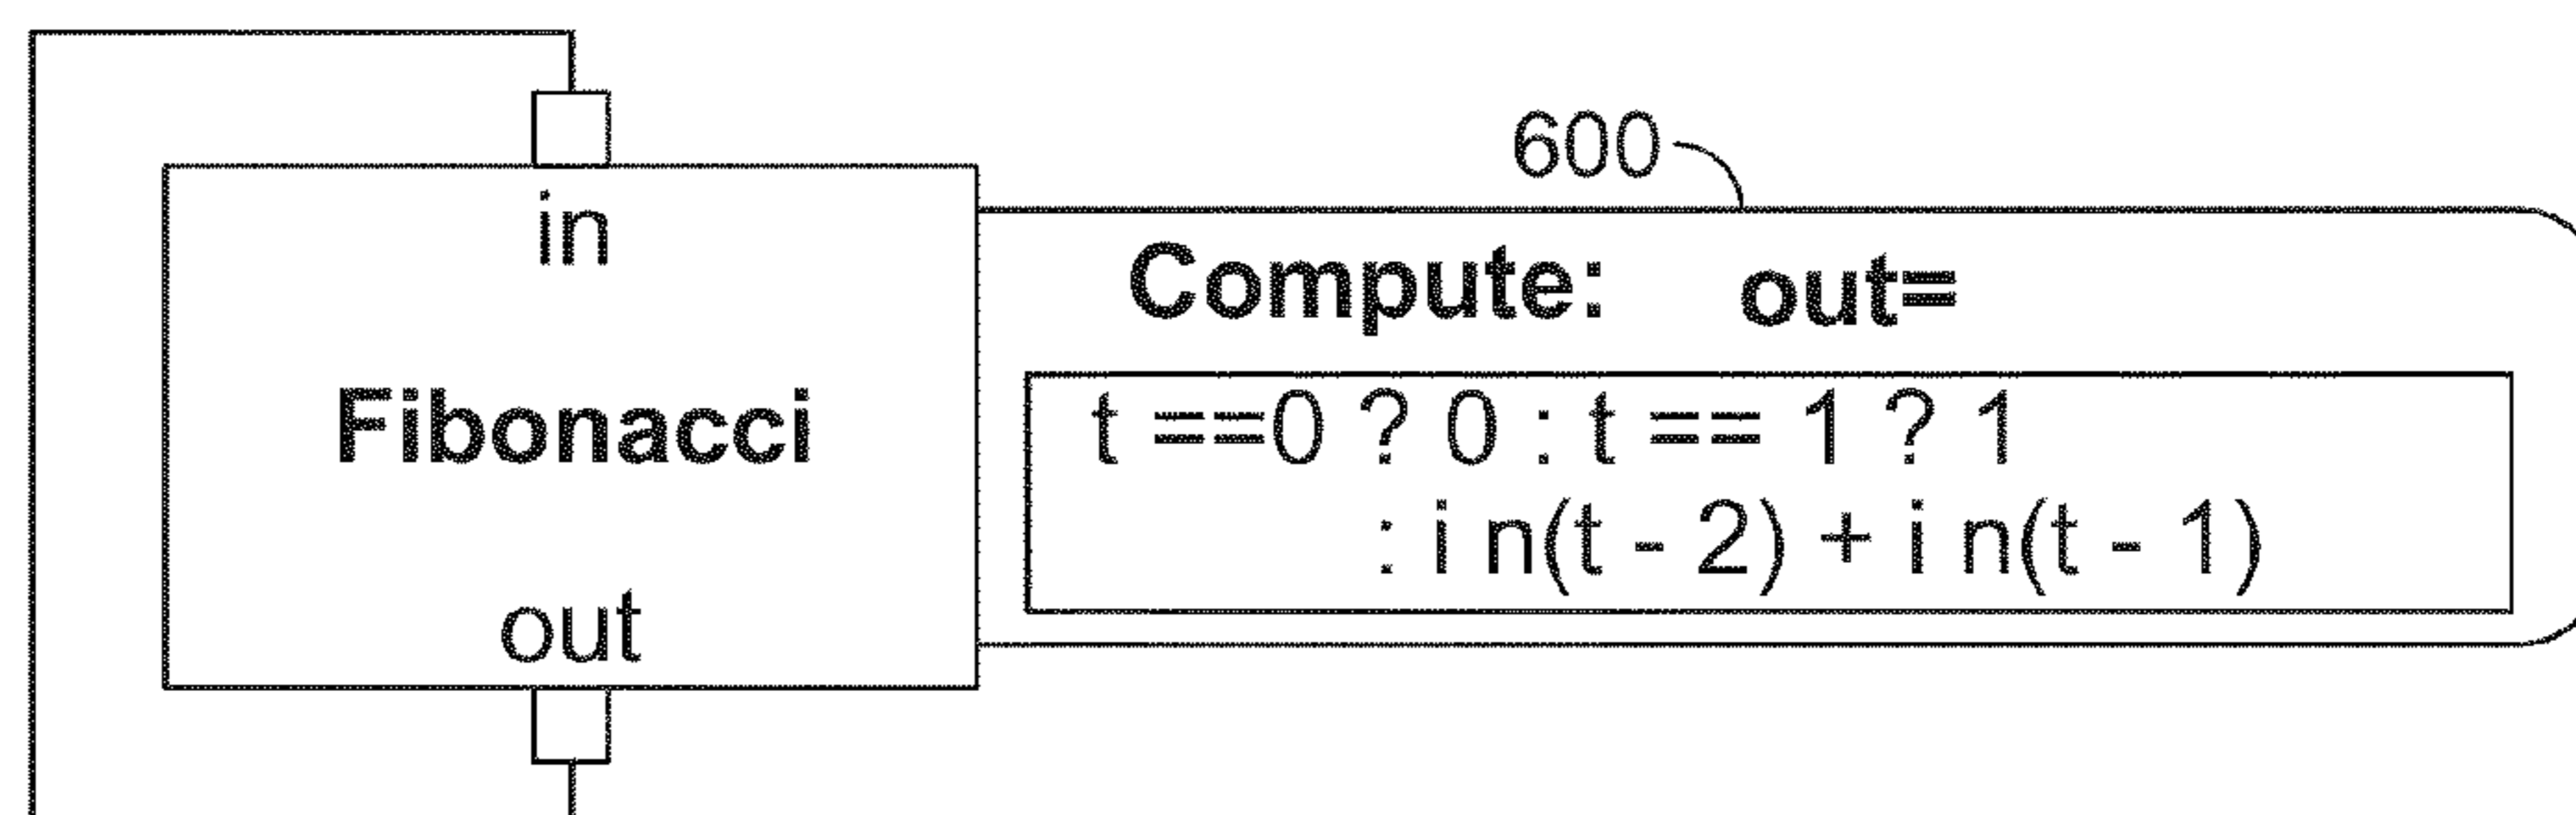 600
in
Compute: out=
Fibonacci
t ==0 ? 0 : t == 1 ? 1
: i n(t - 2) + i n(t - 1)
out